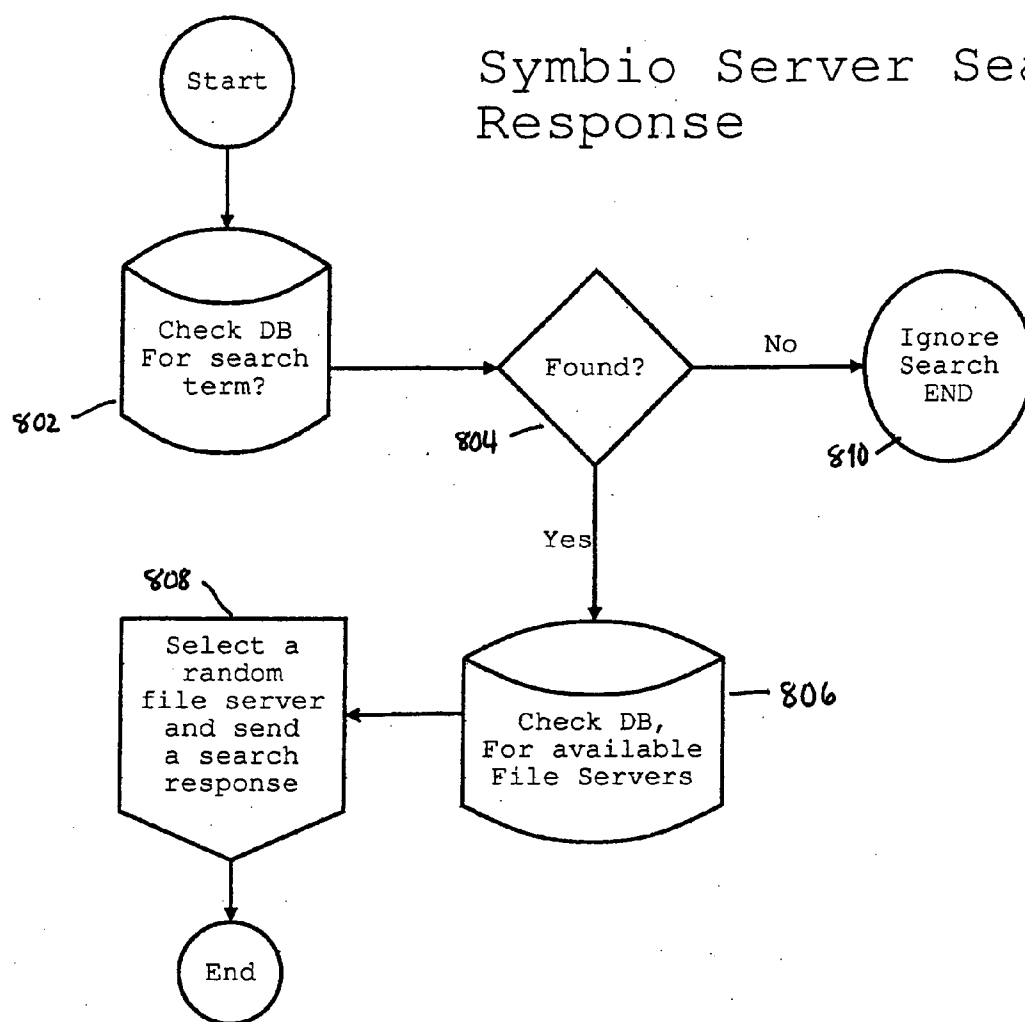 Symbio Server Sea
Response
Start
Check DB
For search
term?
802
Found?
804
No
Ignore
Search
END
810
Yes
808
Select a
random
file server
and send
a search
response
Check DB,
For available
File Servers
806
End